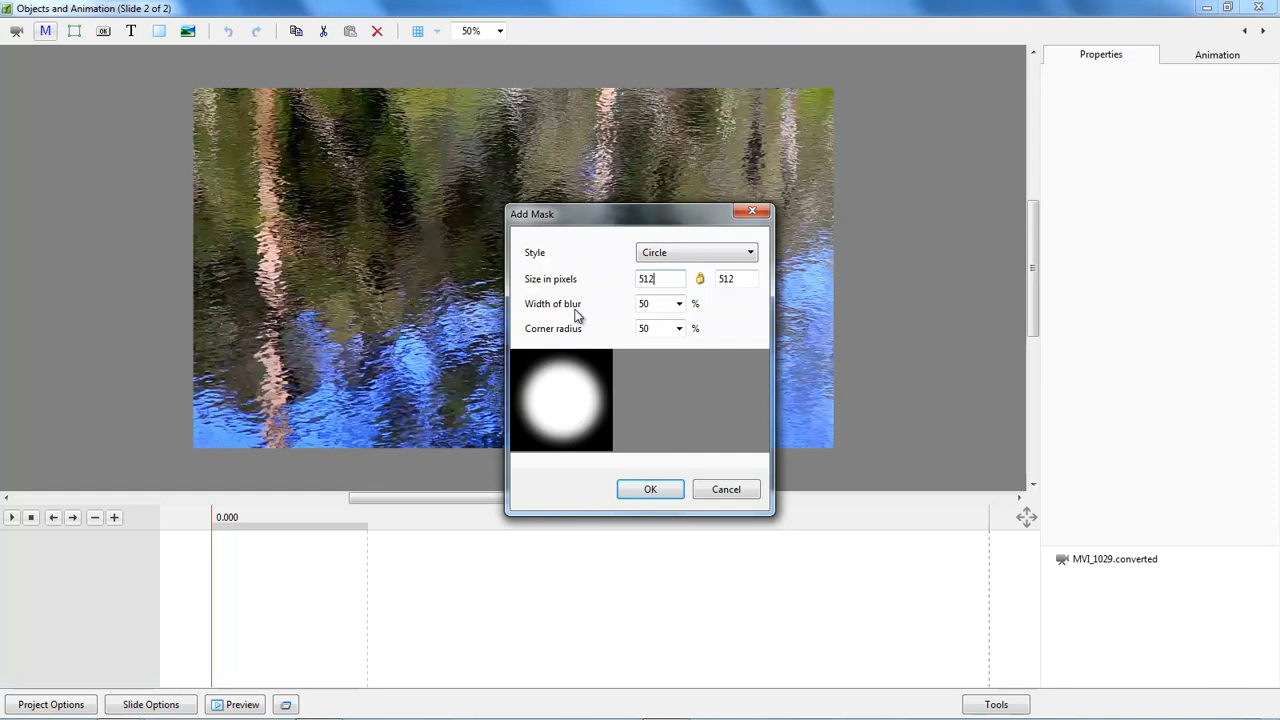 Objects and Animation (Slide 2 of 2)
M OK T 50%
Properties Animation
Add Mask
Style Circle
Size in pixels 512 512
Width of blur 50 %
Corner radius 50 %
OK Cancel
0.000
MVI_1029.converted
Project Options Slide Options Preview Tools